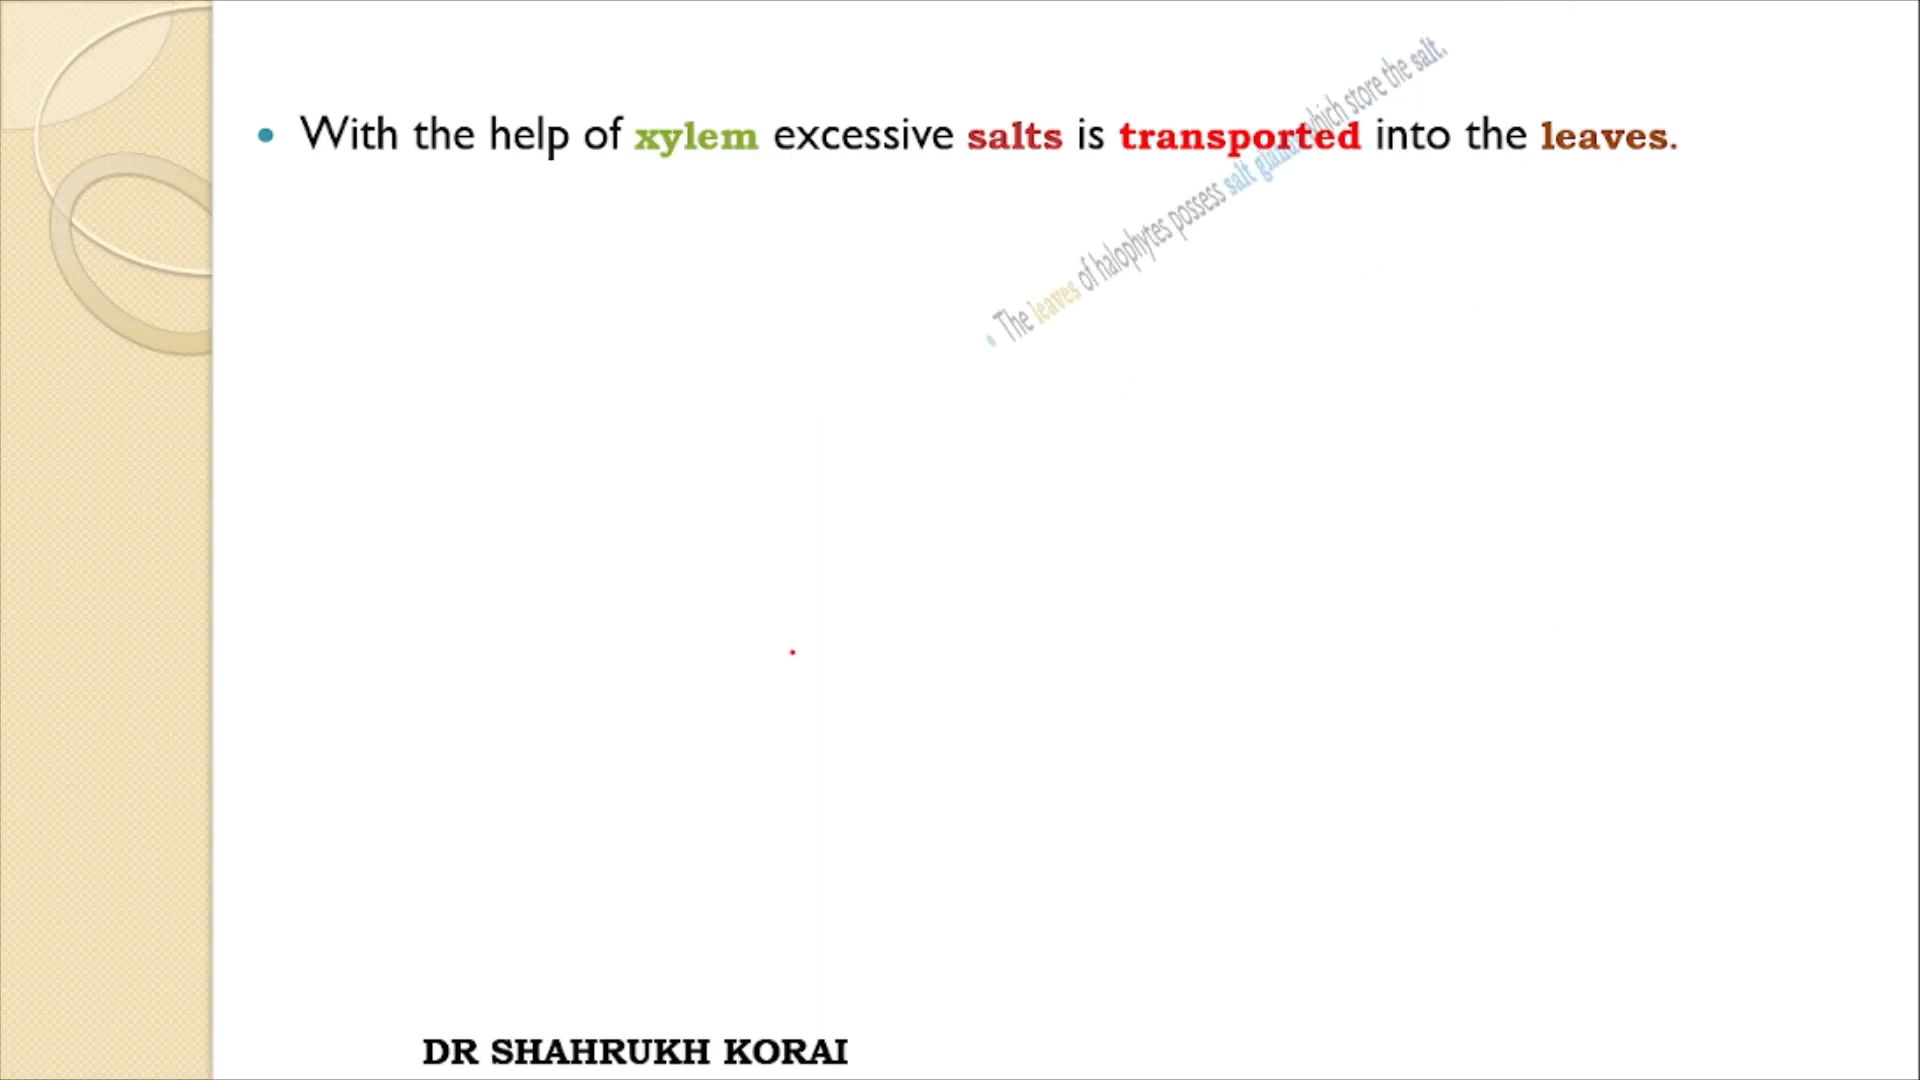 • With the help of xylem excessive salts is transported into the leaves.
• The leaves of halophytes possess salt glands which store the salt.
DR SHAHRUKH KORAI